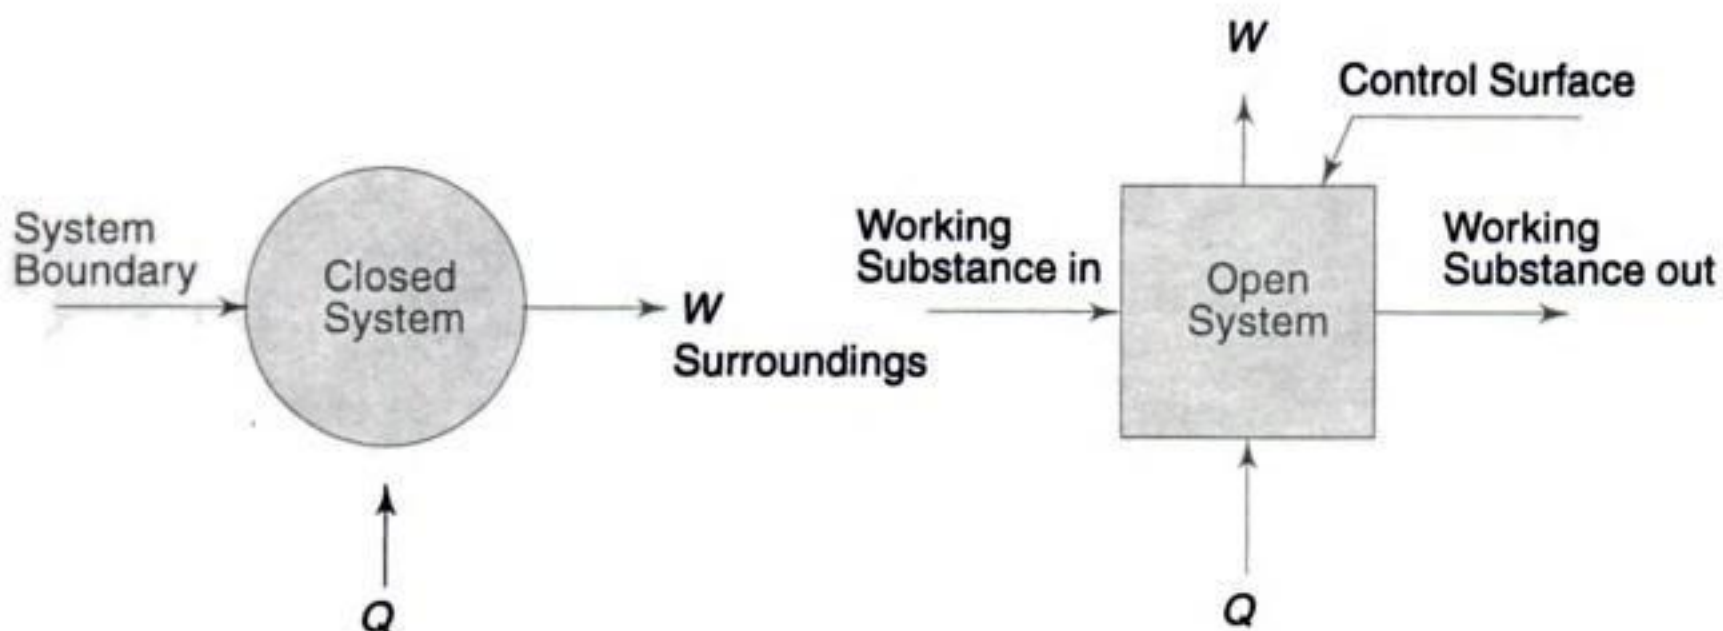 System
Boundary
Closed
System
W
Surroundings
Q
W
Control Surface
Working
Substance in
Open
System
Working
Substance out
Q